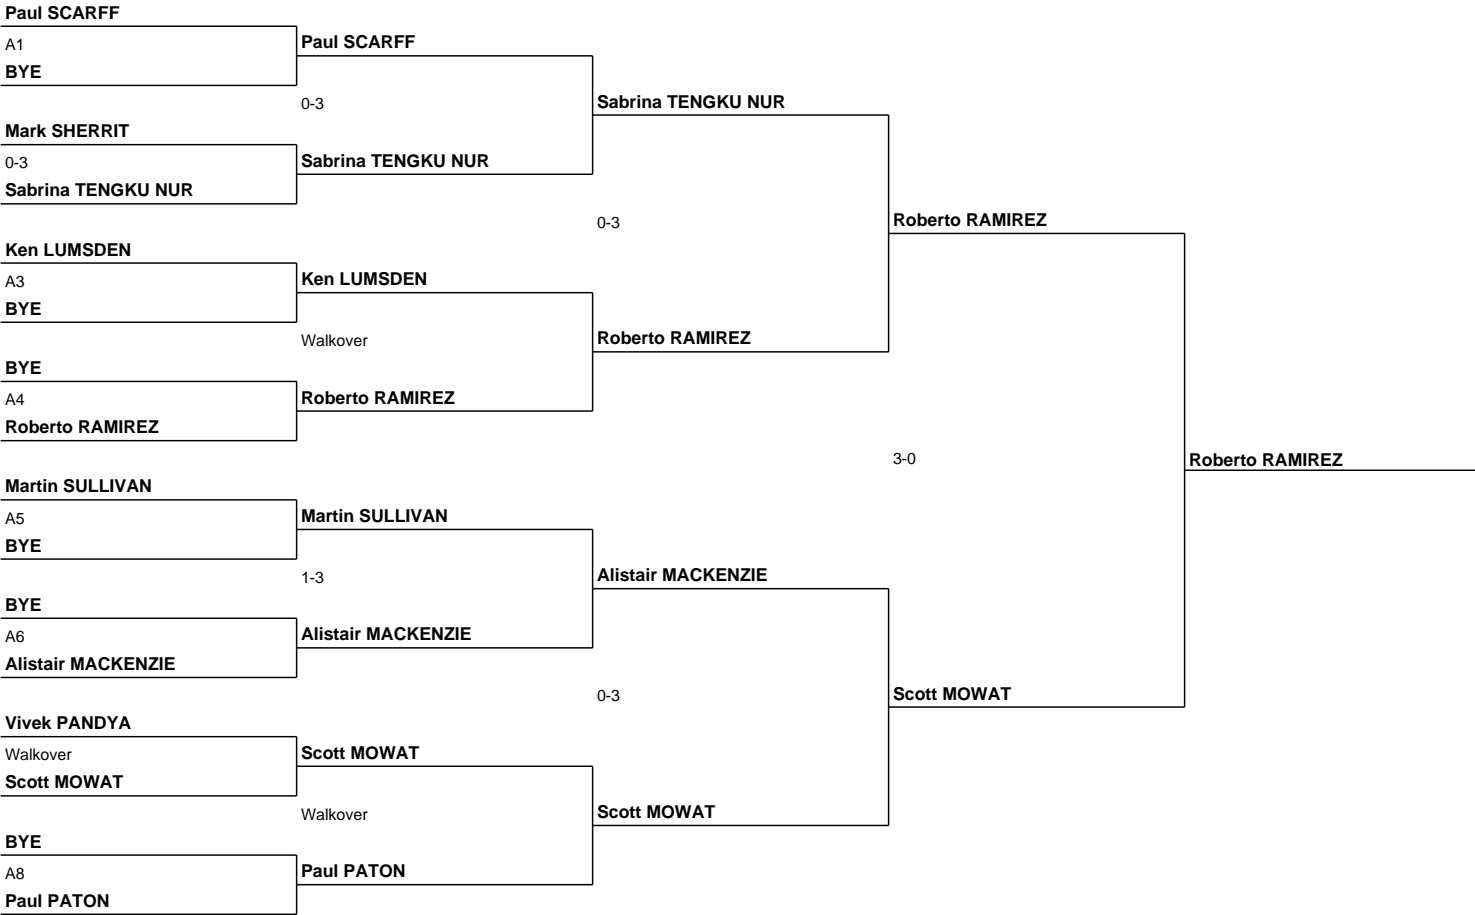 Paul SCARFF
A1
BYE
Mark SHERRIT
0-3
Sabrina TENGKU NUR
Ken LUMSDEN
A3
BYE
BYE
A4
Roberto RAMIREZ
Martin SULLIVAN
A5
BYE
BYE
A6
Alistair MACKENZIE
Vivek PANDYA
Walkover
Scott MOWAT
BYE
A8
Paul PATON
Paul SCARFF
0-3
Sabrina TENGKU NUR
Ken LUMSDEN
Walkover
Roberto RAMIREZ
Martin SULLIVAN
1-3
Alistair MACKENZIE
Scott MOWAT
Walkover
Paul PATON
Sabrina TENGKU NUR
0-3
Roberto RAMIREZ
Alistair MACKENZIE
0-3
Scott MOWAT
Roberto RAMIREZ
3-0
Scott MOWAT
Roberto RAMIREZ